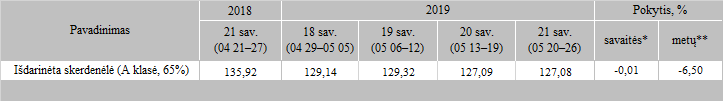 Pavadinimas
2018
2019
Pokytis, %
21 sav.
(04 21–27)
18 sav.
(04 29–05 05)
19 sav.
(05 06–12)
20 sav.
(05 13–19)
21 sav.
(05 20–26)
savaitės*
metų**
Išdarinėta skerdenėlė (A klasė, 65%) 135,92 129,14 129,32 127,09 127,08 -0,01 -6,50